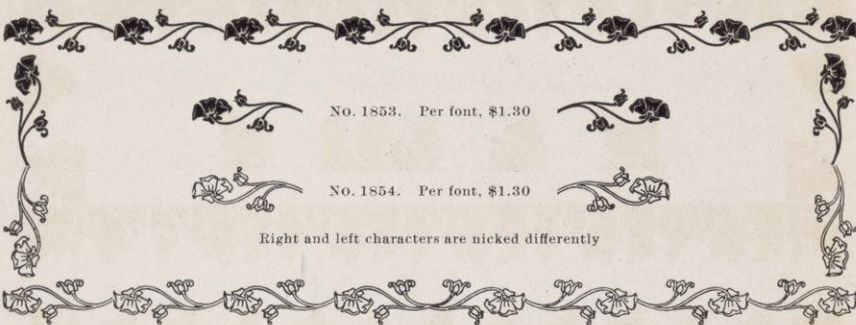 No. 1853. Per font, $1.30
No. 1854. Per font, $1.30
Right and left characters are nicked differently